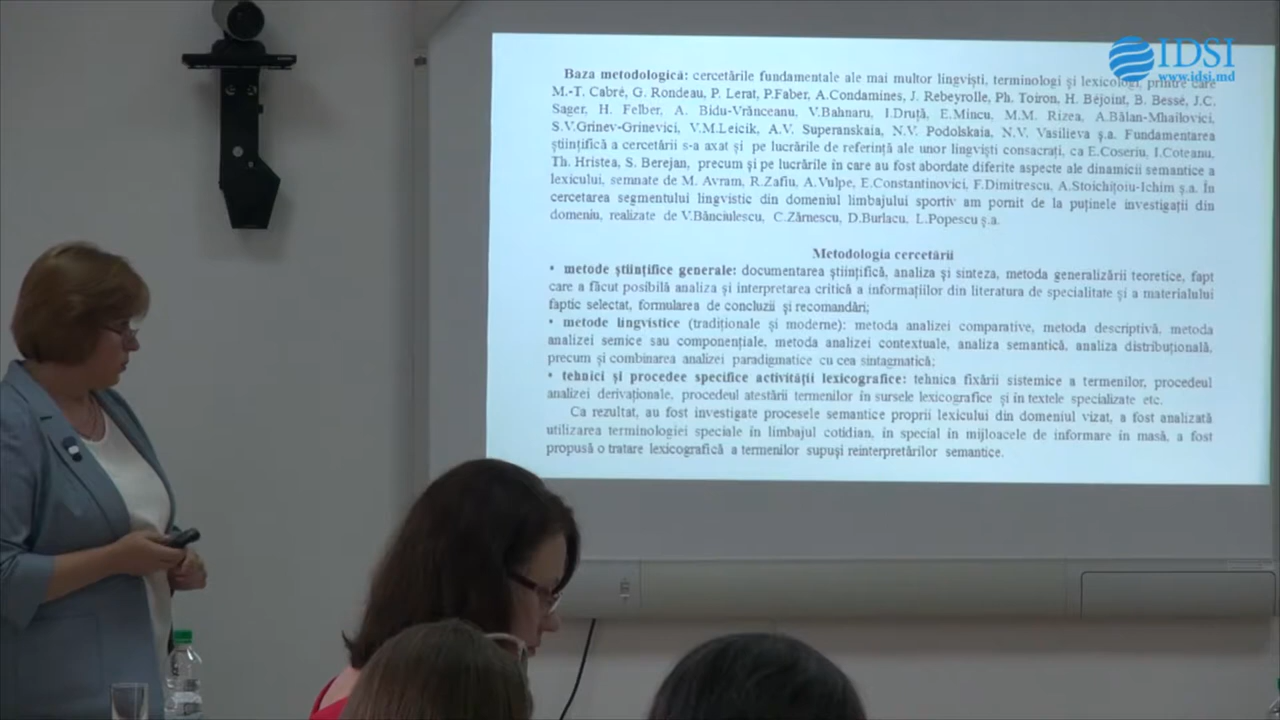 IDSI
www.idsi.md
Baza metodologică: cercetările fundamentale ale mai multor lingviști, terminologi și lexicologi, printre care
M.-T. Cabré, G. Rondeau, P. Lerat, P.Faber, A.Condamines, J. Rebeyrolle, Ph. Toiron, H. Béjoint, B. Bessé, J.C.
Sager, H. Felber, A. Bidu-Vrănceanu, V.Bahnaru, I.Druță, E.Mincu, M.M. Rizea, A.Bălan-Mhailovici,
S.V.Grinev-Grinevici, V.M.Leicik, A.V. Superanskaia, N.V. Podolskaia, N.V. Vasilieva ș.a. Fundamentarea
științifică a cercetării s-a axat și pe lucrările de referință ale unor lingviști consacrați, ca E.Coseriu, I.Coteanu,
Th. Hristea, S. Berejan, precum și pe lucrările în care au fost abordate diferite aspecte ale dinamicii semantice a
lexicului, semnate de M. Avram, R.Zafiu, A.Vulpe, E.Constantinovici, F.Dimitrescu, A.Stoichițoiu-Ichim ș.a. În
cercetarea segmentului lingvistic din domeniul limbajului sportiv am pornit de la puținele investigații din
domeniu, realizate de V.Bănciulescu, C.Zărnescu, D.Burlacu, L.Popescu ș.a.
Metodologia cercetării
• metode științifice generale: documentarea științifică, analiza și sinteza, metoda generalizării teoretice, fapt
care a făcut posibilă analiza și interpretarea critică a informațiilor din literatura de specialitate și a materialului
faptic selectat, formularea de concluzii și recomandări;
• metode lingvistice (tradiționale și moderne): metoda analizei comparative, metoda descriptivă, metoda
analizei semice sau componențiale, metoda analizei contextuale, analiza semantică, analiza distribuțională,
precum și combinarea analizei paradigmatice cu cea sintagmatică;
• tehnici și procedee specifice activității lexicografice: tehnica fixării sistemice a termenilor, procedeul
analizei derivaționale, procedeul atestării termenilor în sursele lexicografice și în textele specializate etc.
Ca rezultat, au fost investigate procesele semantice proprii lexicului din domeniul vizat, a fost analizată
utilizarea terminologiei speciale în limbajul cotidian, în special în mijloacele de informare în masă, a fost
propusă o tratare lexicografică a termenilor supuși reinterpretărilor semantice.